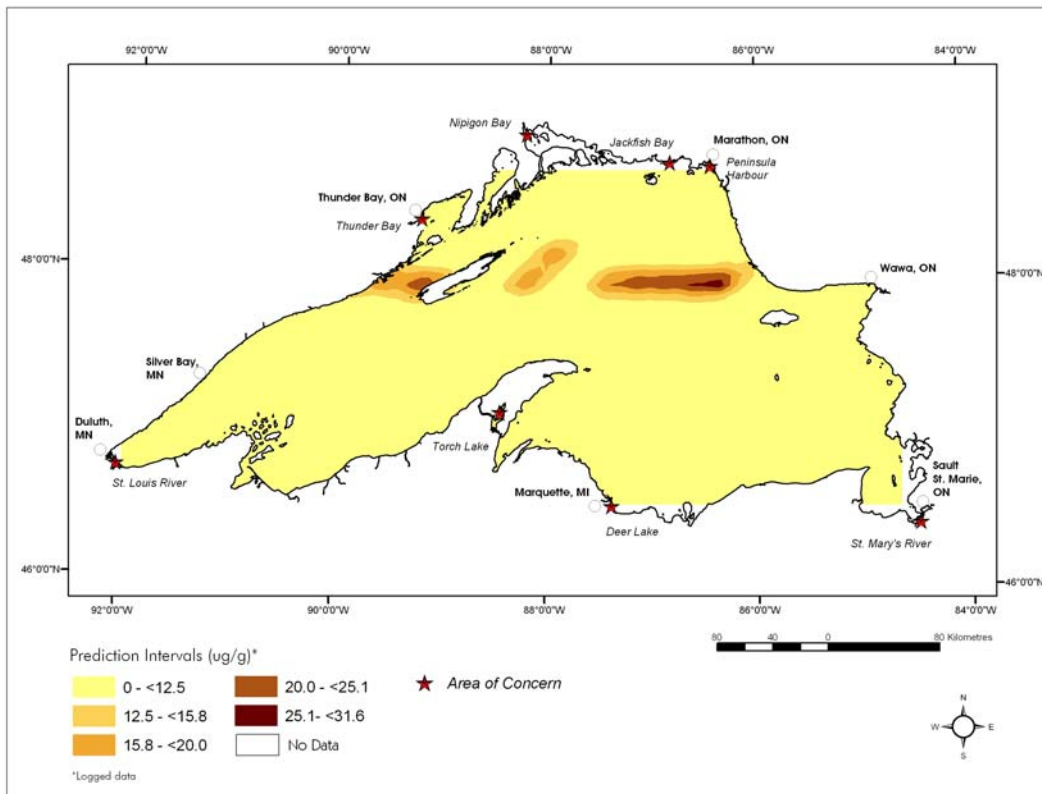 92°0'0"W 90°0'0"W 88°0'0"W 86°0'0"W 84°0'0"W
Nipigon Bay
Jackfish Bay
Marathon, ON
Peninsula
Harbour
Thunder Bay, ON
Thunder Bay
48°0'0"N
48°0'0"N
Wawa, ON
Silver Bay,
MN
Duluth,
MN
St. Louis River
Torch Lake
Marquette, MI
Deer Lake
Sault
St. Marie,
ON
St. Mary's River
46°0'0"N
46°0'0"N
92°0'0"W 90°0'0"W 88°0'0"W 86°0'0"W 84°0'0"W
80 40 0 80 Kilometres
Prediction Intervals (ug/g)*
0 - <12.5
12.5 - <15.8
15.8 - <20.0
20.0 - <25.1
25.1- <31.6
No Data
Area of Concern
*Logged data
N
W E
S